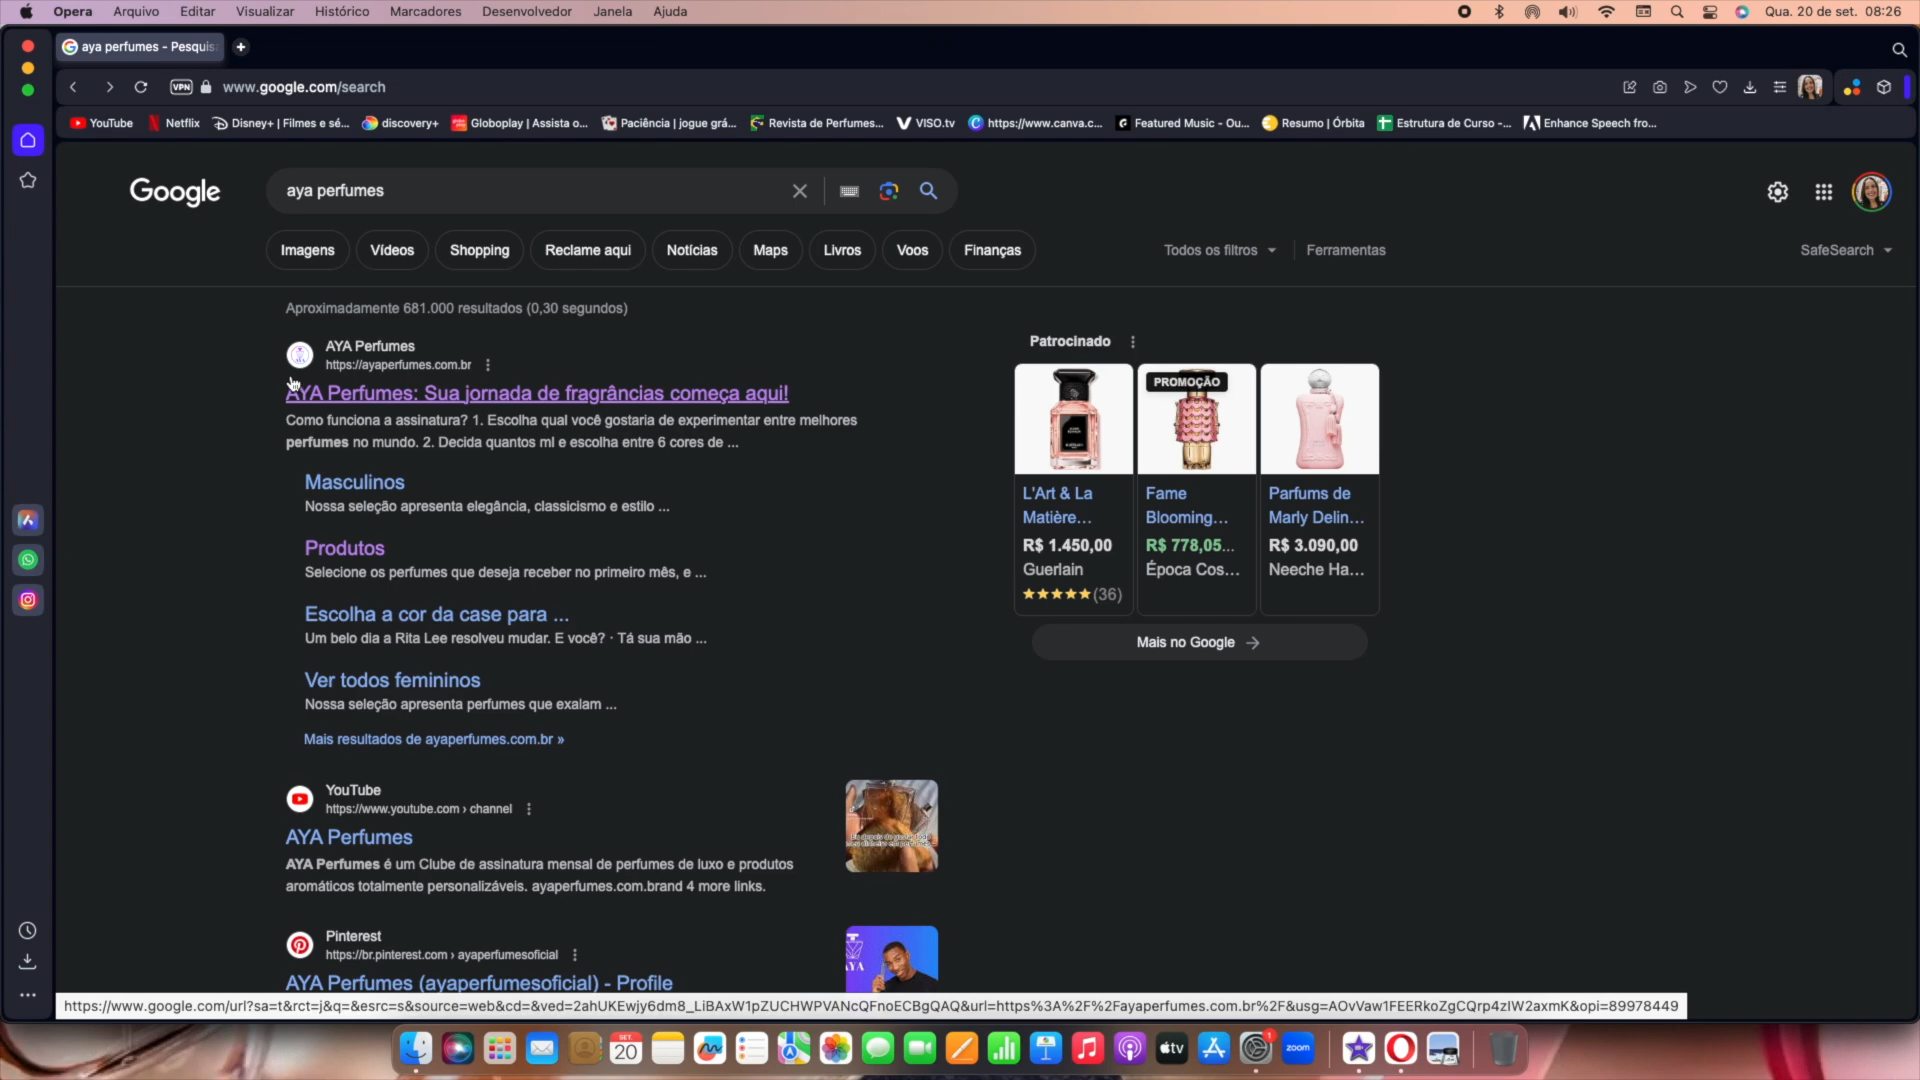 Opera Arquivo Editar Visualizar Histórico Marcadores Desenvolvedor Janela Ajuda
Qua. 20 de set. 08:26
aya perfumes - Pesquis
VPN www.google.com/search
YouTube Netflix Disney+ | Filmes e sé... discovery+ Globoplay | Assista o... Paciência | jogue grá... Revista de Perfumes... VISO.tv https://www.canva.c... Featured Music - Ou... Resumo | Órbita Estrutura de Curso -... Enhance Speech fro...
Google
aya perfumes
Imagens Vídeos Shopping Reclame aqui Notícias Maps Livros Voos Finanças
Todos os filtros Ferramentas SafeSearch
Aproximadamente 681.000 resultados (0,30 segundos)
AYA Perfumes
https://ayaperfumes.com.br
AYA Perfumes: Sua jornada de fragrâncias começa aqui!
Como funciona a assinatura? 1. Escolha qual você gostaria de experimentar entre melhores
perfumes no mundo. 2. Decida quantos ml e escolha entre 6 cores de ...
Masculinos
Nossa seleção apresenta elegância, classicismo e estilo ...
Produtos
Selecione os perfumes que deseja receber no primeiro mês, e ...
Escolha a cor da case para ...
Um belo dia a Rita Lee resolveu mudar. E você? · Tá sua mão ...
Ver todos femininos
Nossa seleção apresenta perfumes que exalam ...
Mais resultados de ayaperfumes.com.br »
YouTube
https://www.youtube.com › channel
AYA Perfumes
AYA Perfumes é um Clube de assinatura mensal de perfumes de luxo e produtos
aromáticos totalmente personalizáveis. ayaperfumes.com.brand 4 more links.
Pinterest
https://br.pinterest.com › ayaperfumesoficial
AYA Perfumes (ayaperfumesoficial) - Profile
AYA
Patrocinado
PROMOÇÃO
L'Art & La
Matière...
R$ 1.450,00
Guerlain
(36)
Fame
Blooming...
R$ 778,05...
Época Cos...
Parfums de
Marly Delin...
R$ 3.090,00
Neeche Ha...
Mais no Google
https://www.google.com/url?sa=t&rct=j&q=&esrc=s&source=web&cd=&ved=2ahUKEwjy6dm8_LiBAxW1pZUCHWPVANcQFnoECBgQAQ&url=https%3A%2F%2Fayaperfumes.com.br%2F&usg=AOvVaw1FEERkoZgCQrp4zIW2axmK&opi=89978449
SET.
20
tv
1
zoom